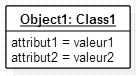 Object1: Class1
attribut1 = valeur1
attribut2 = valeur2